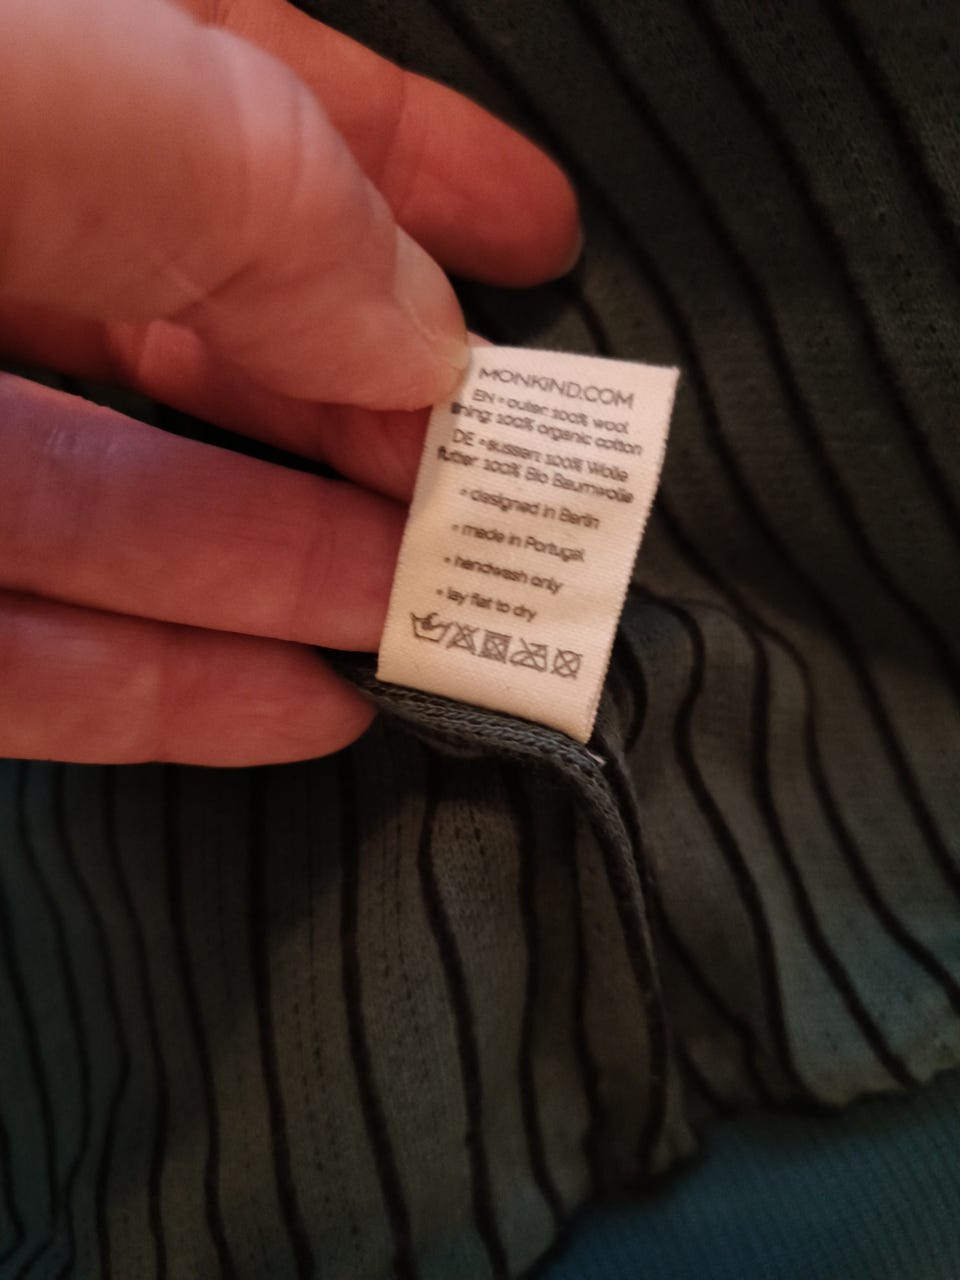 MONKIND.COM
EN • outer: 100% wool
lining: 100% organic cotton
DE • aussen: 100% Wolle
futter: 100% Bio Baumwolle
• designed in Berlin
• made in Portugal
• handwash only
• lay flat to dry